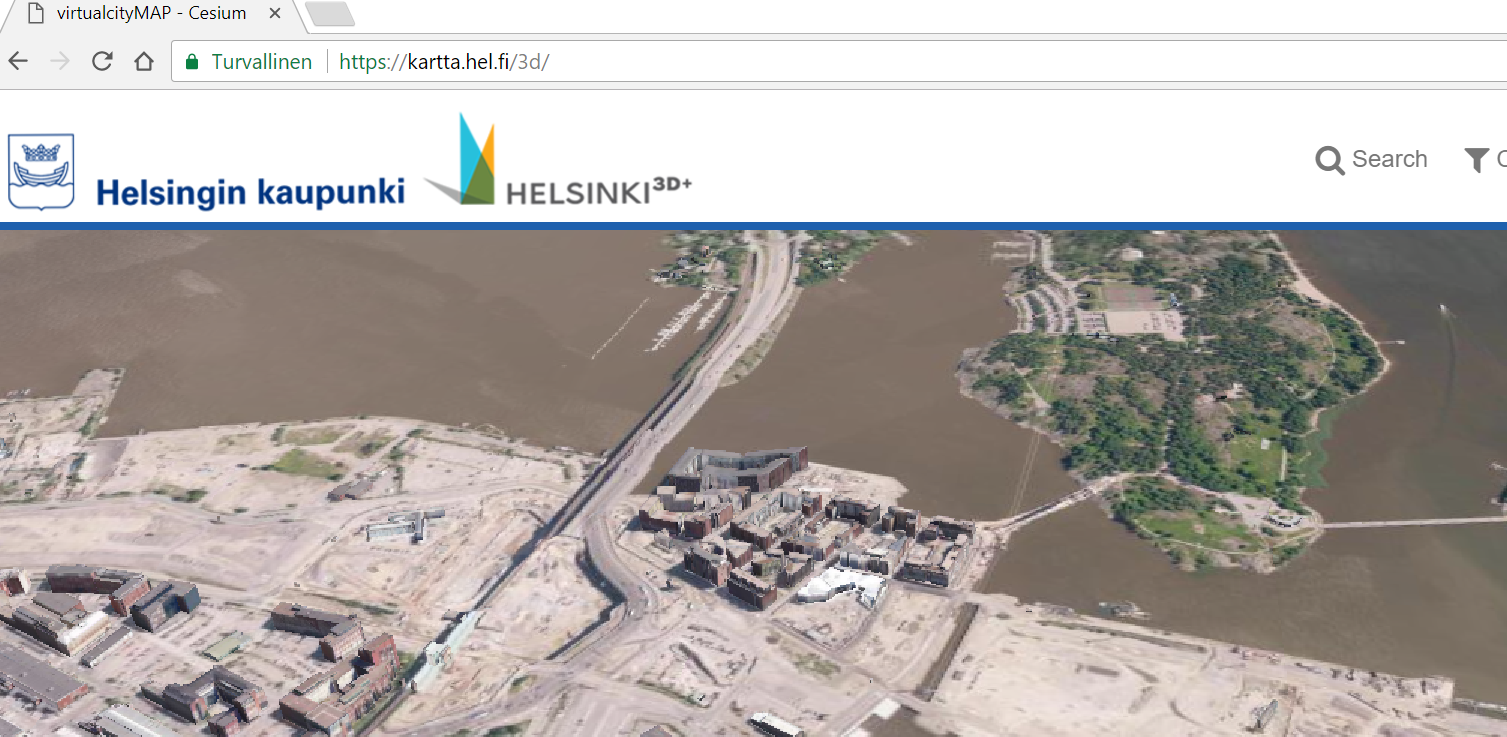 virtualcityMAP - Cesium
Turvallinen
https://kartta.hel.fi/3d/
Helsingin kaupunki
HELSINKI3D+
Search